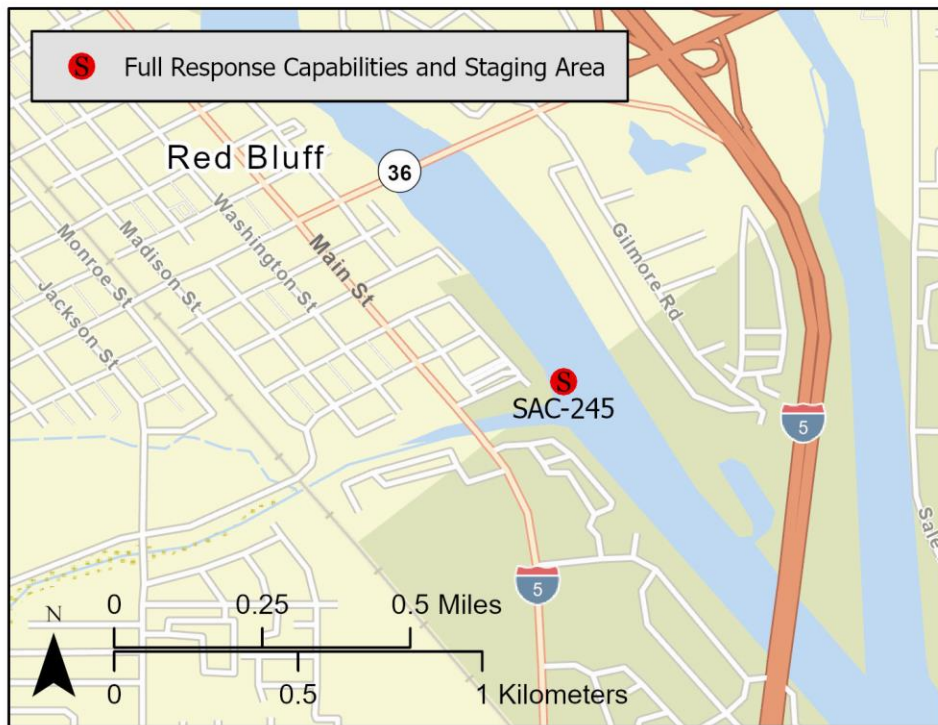 S Full Response Capabilities and Staging Area
Red Bluff
36
Washington St
Main St
Madison St
Monroe St
Jackson St
Gilmore Rd
S
SAC-245
5
Sale
5
N
0 0.25 0.5 Miles
0 0.5 1 Kilometers